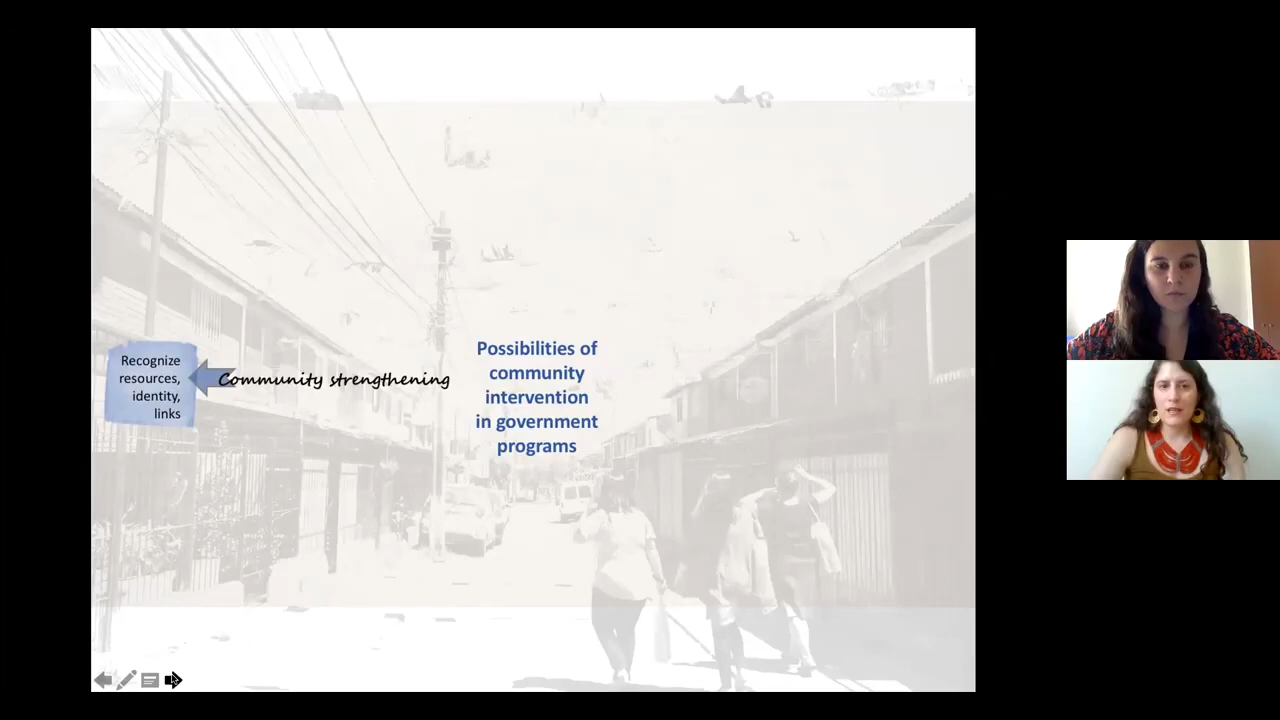 Recognize
resources,
identity,
links
Community strengthening
Possibilities of
community
intervention
in government
programs